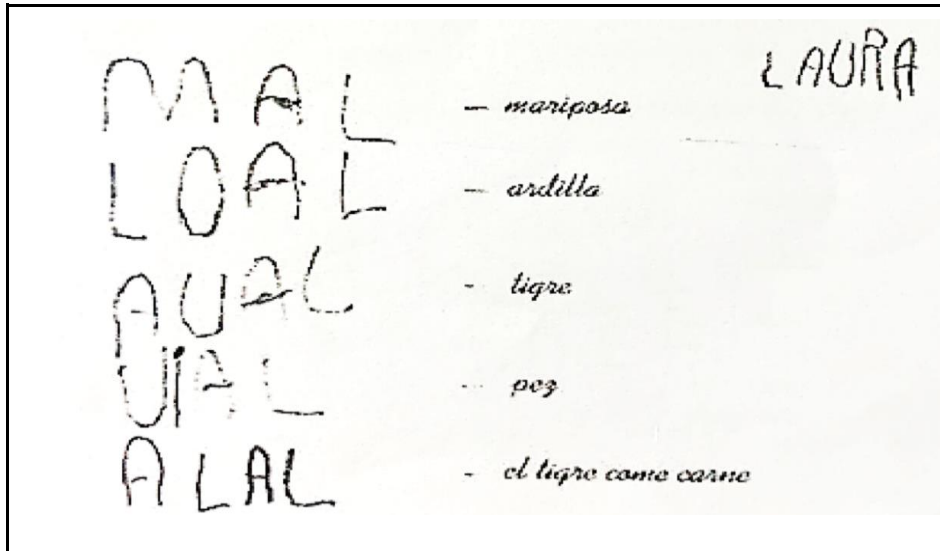 LAURA
MAL - mariposa
LOAL - ardilla
AUAL - tigre
UiAL - pez
ALAL - el tigre come carne